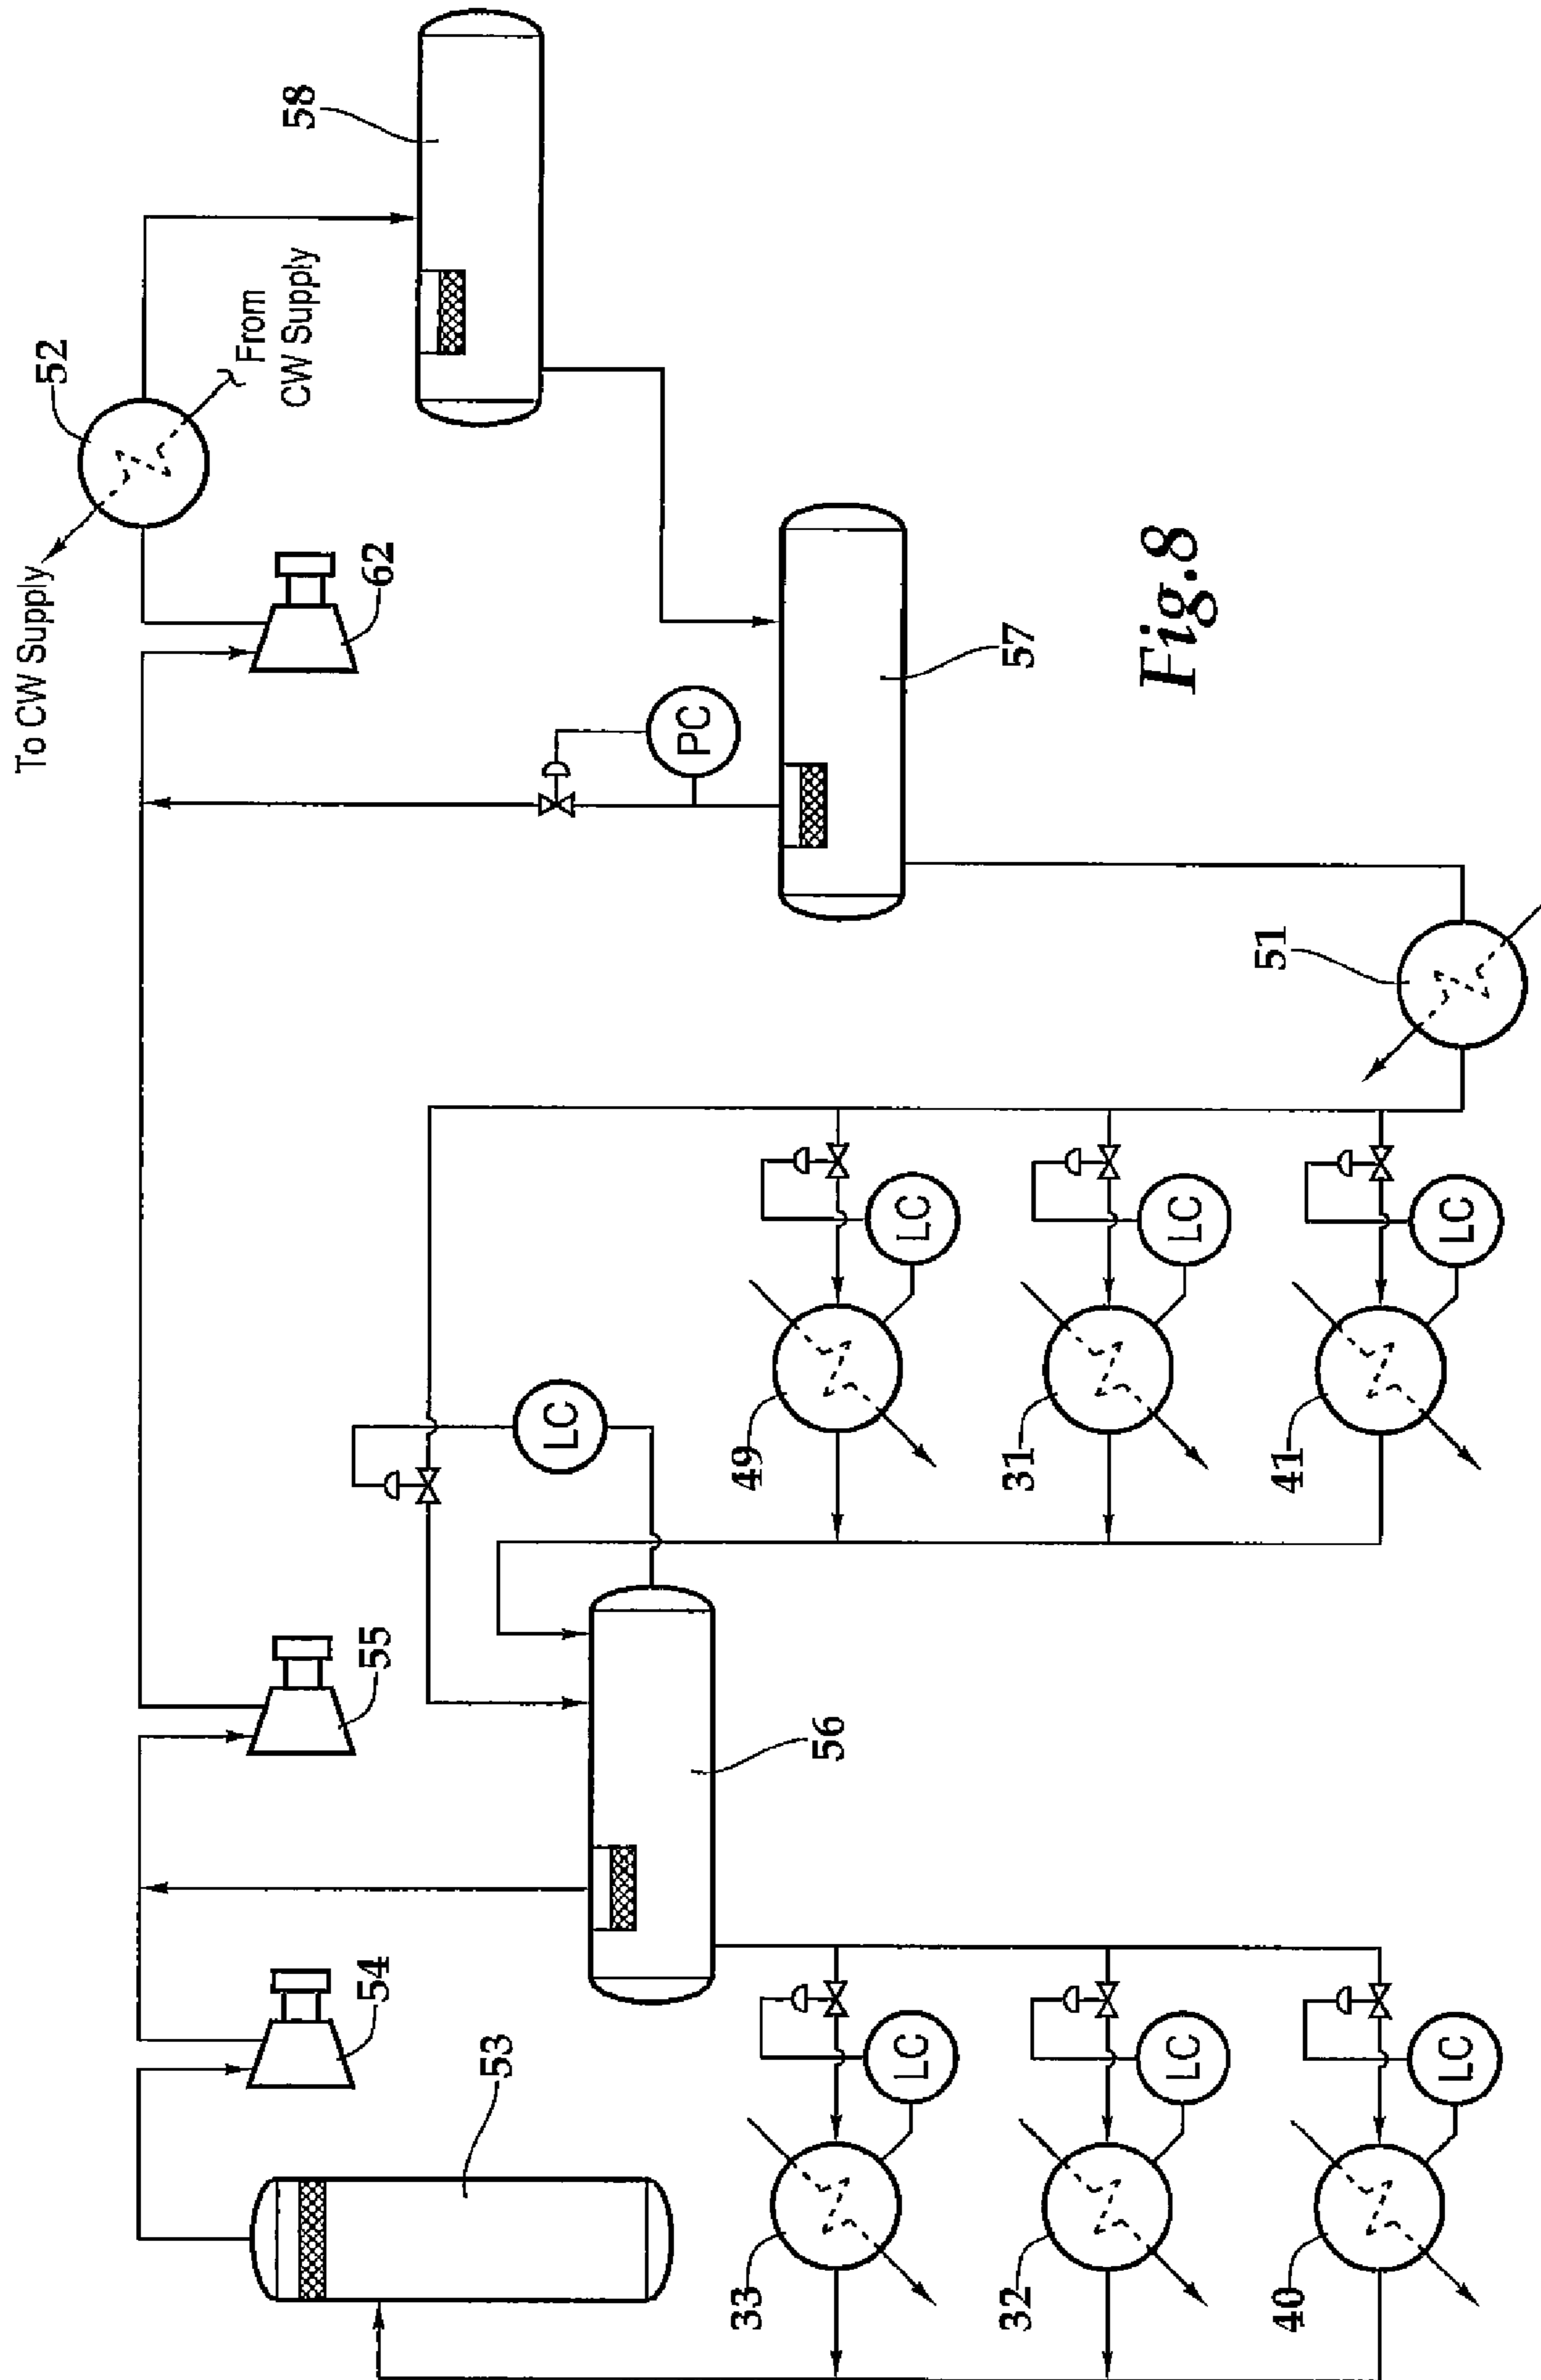 To CW Supply
52
From
CW Supply
58
62
PC
57
Fig.8
51
55
54
53
56
LC
49
LC
31
LC
41
LC
33
LC
32
LC
40
LC